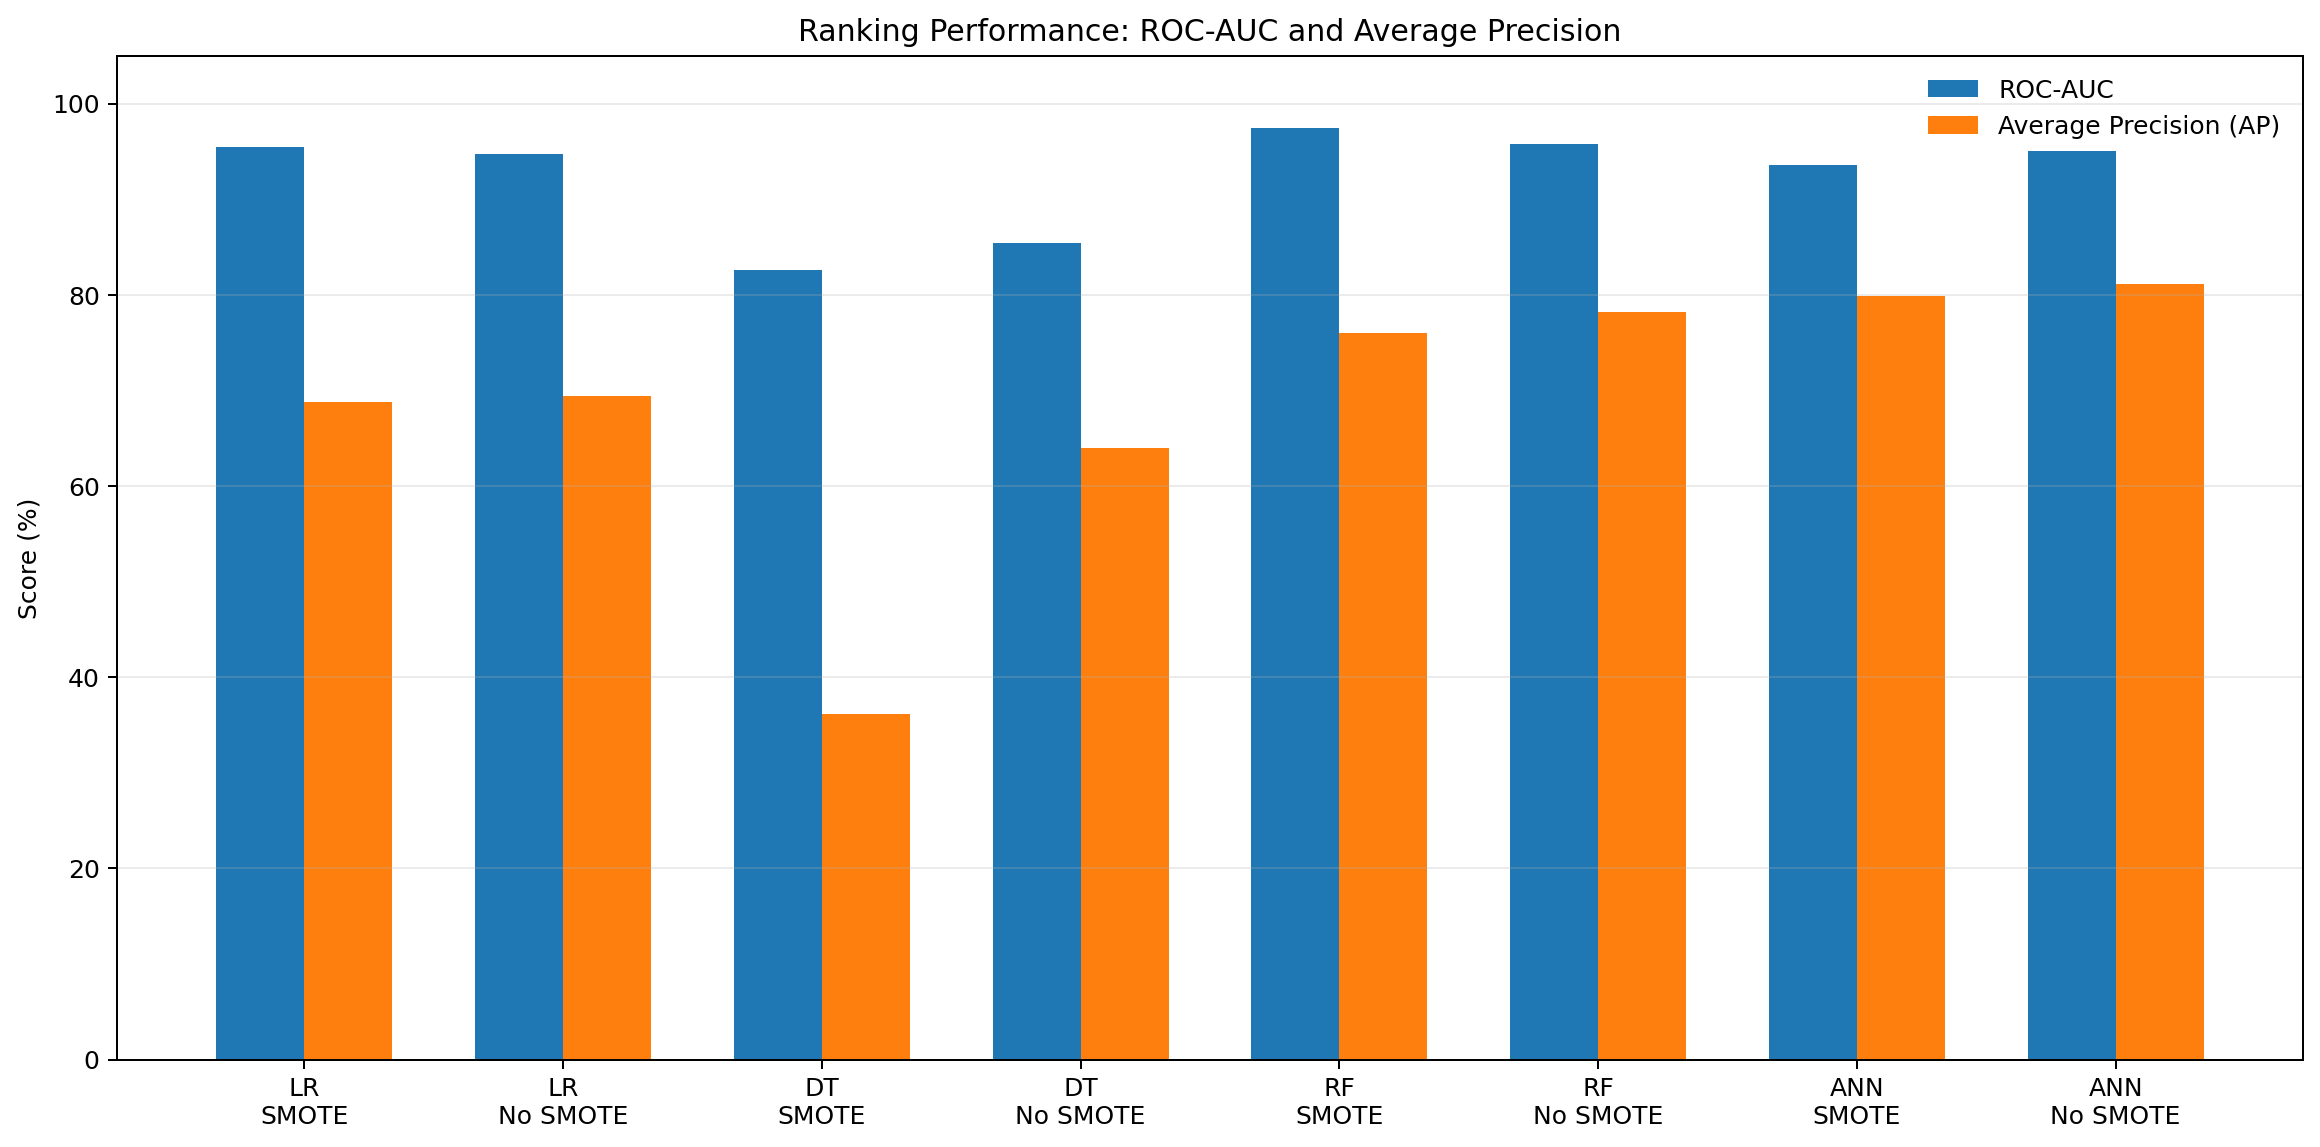 Ranking Performance: ROC-AUC and Average Precision
ROC-AUC
Average Precision (AP)
Score (%)
100
80
60
40
20
0
LR
SMOTE
LR
No SMOTE
DT
SMOTE
DT
No SMOTE
RF
SMOTE
RF
No SMOTE
ANN
SMOTE
ANN
No SMOTE